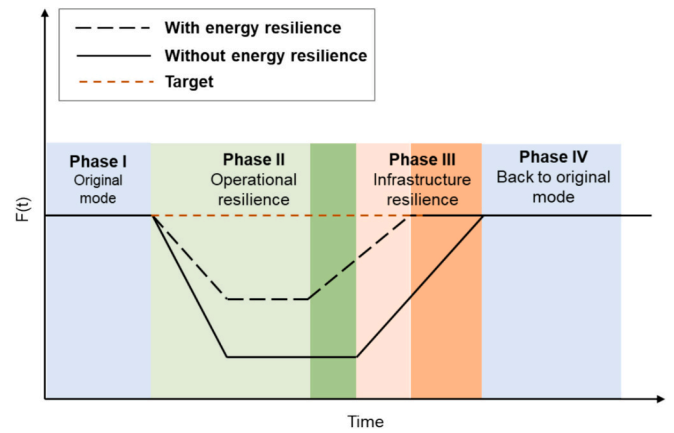 With energy resilience
Without energy resilience
Target
Phase I
Original
mode
Phase II
Operational
resilience
Phase III
Infrastructure
resilience
Phase IV
Back to original
mode
F(t)
Time